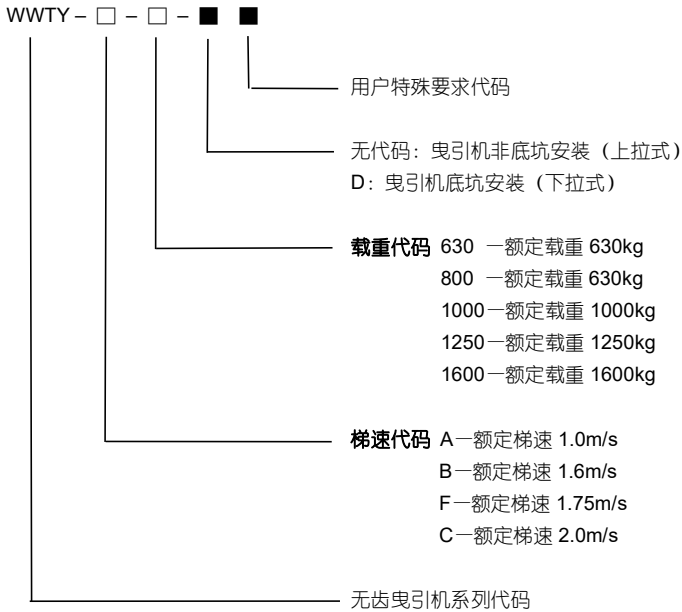 WWTY – □ – □ – ■ ■
用户特殊要求代码
无代码：曳引机非底坑安装（上拉式）
D：曳引机底坑安装（下拉式）
载重代码 630 一额定载重 630kg
800 一额定载重 630kg
1000一额定载重 1000kg
1250一额定载重 1250kg
1600一额定载重 1600kg
梯速代码 A一额定梯速 1.0m/s
B一额定梯速 1.6m/s
F一额定梯速 1.75m/s
C一额定梯速 2.0m/s
无齿曳引机系列代码